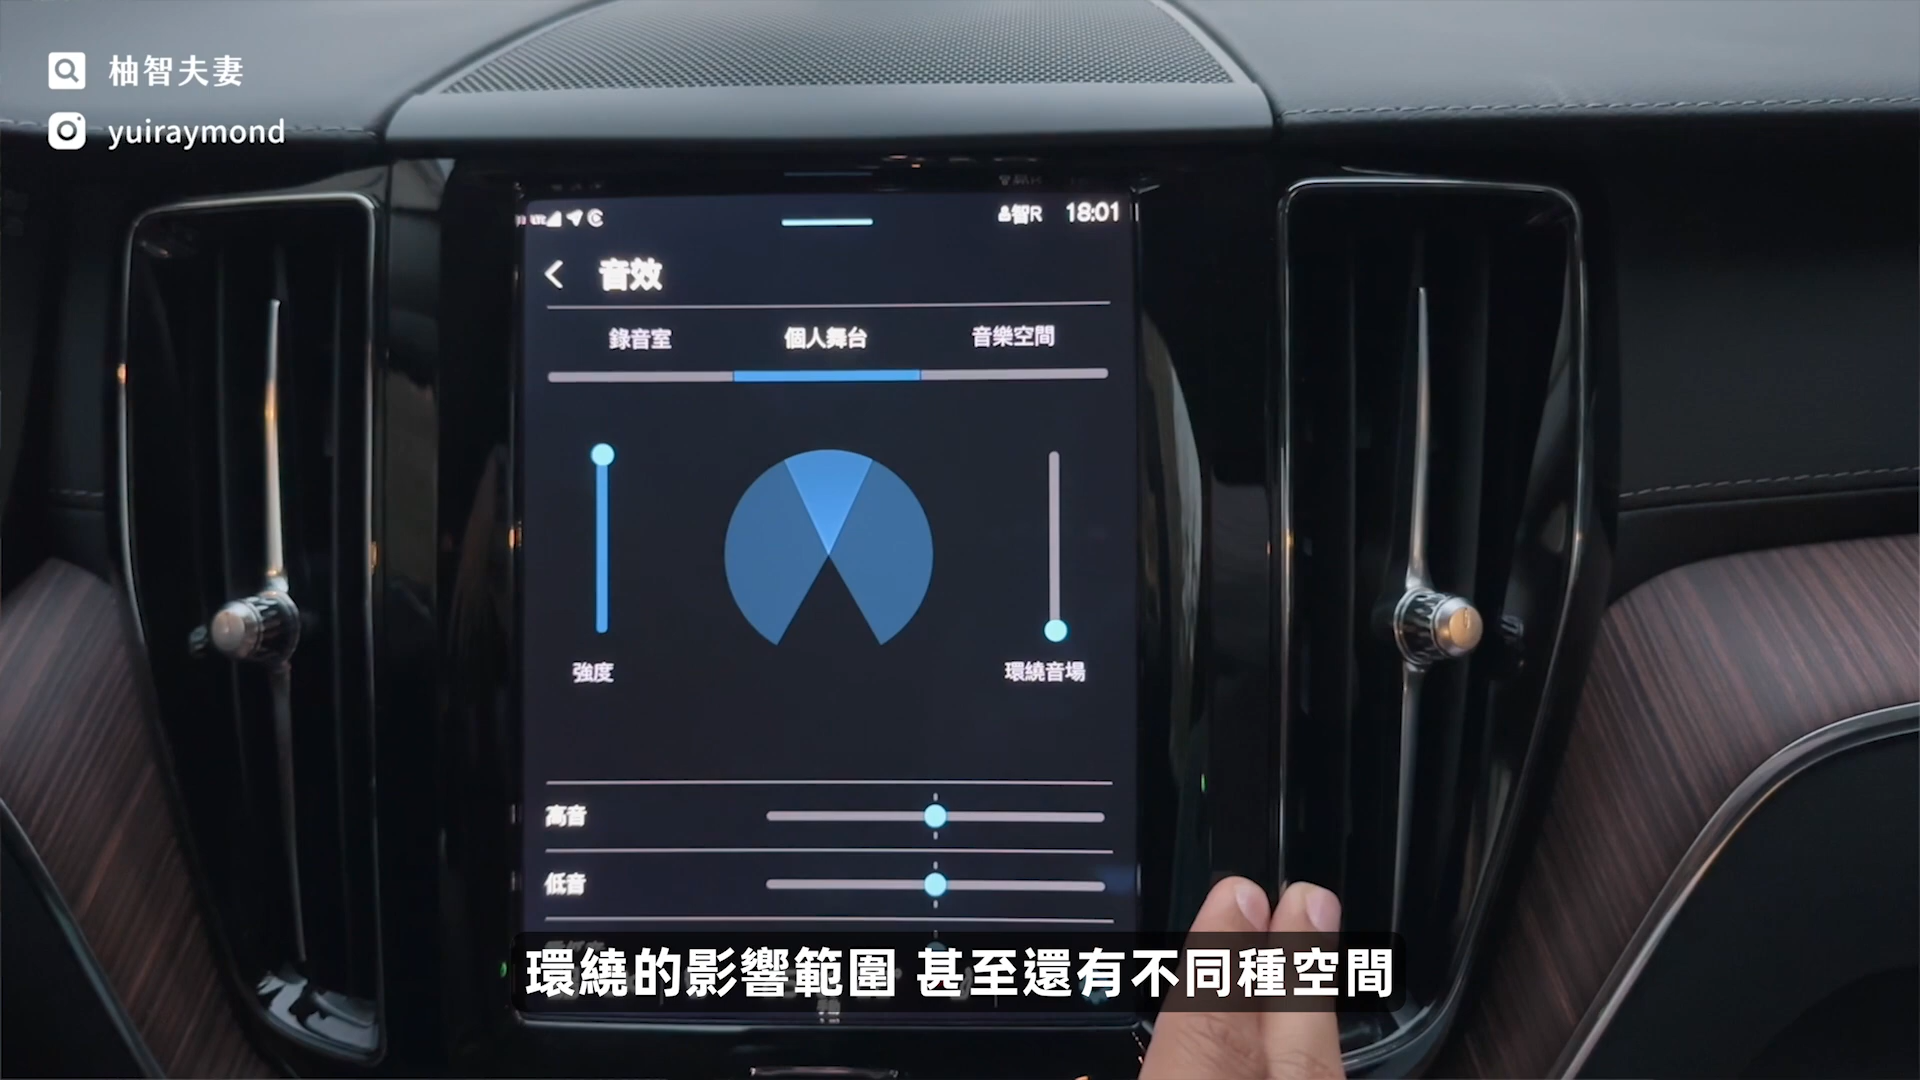 柚智夫妻
yuiraymond
智R 18:01
音效
錄音室 個人舞台 音樂空間
強度
環繞音場
高音
低音
環繞的影響範圍 甚至還有不同種空間